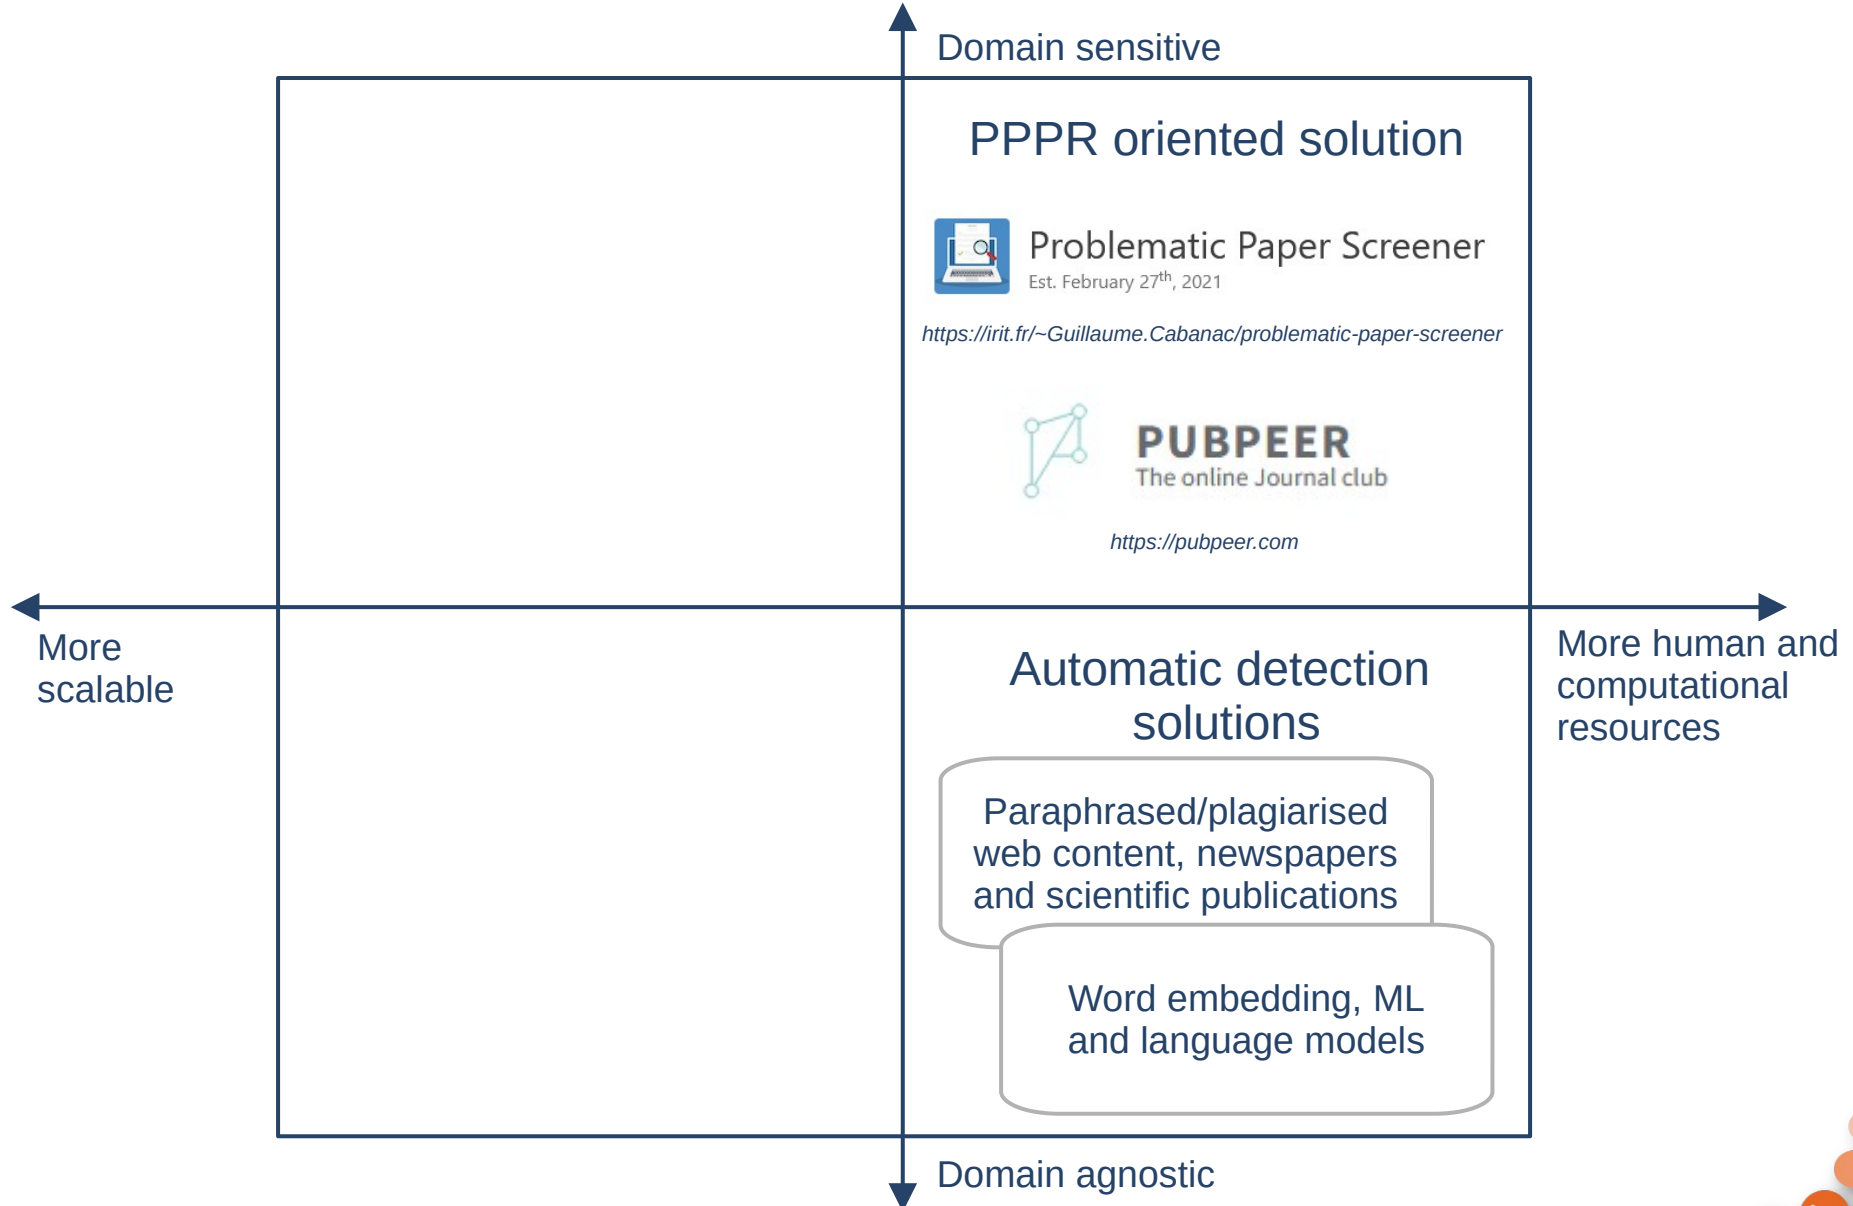 Domain sensitive
PPPR oriented solution
Problematic Paper Screener
Est. February 27th, 2021
https://irit.fr/~Guillaume.Cabanac/problematic-paper-screener
PUBPEER
The online Journal club
https://pubpeer.com
More
scalable
More human and
computational
resources
Automatic detection
solutions
Paraphrased/plagiarised
web content, newspapers
and scientific publications
Word embedding, ML
and language models
Domain agnostic